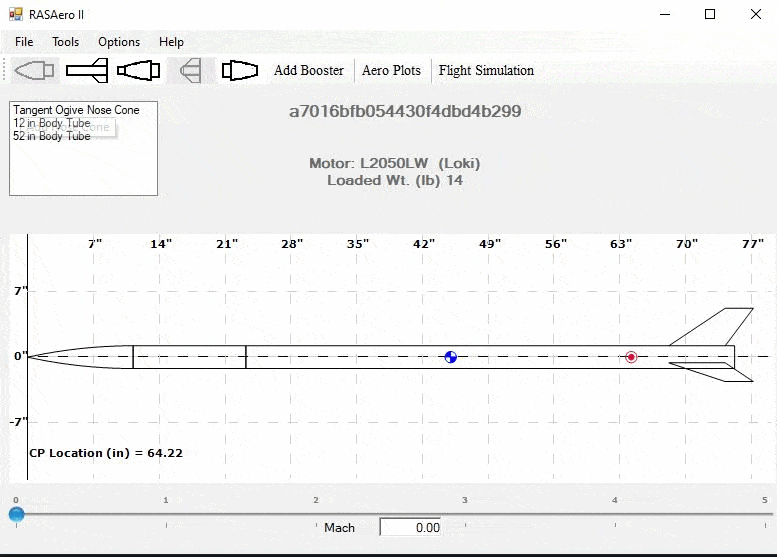 RASAero II
File Tools Options Help
Add Booster Aero Plots Flight Simulation
Tangent Ogive Nose Cone
12 in Body Tube
52 in Body Tube
a7016bfb054430f4dbd4b299
Motor: L2050LW (Loki)
Loaded Wt. (lb) 14
7" 14" 21" 28" 35" 42" 49" 56" 63" 70" 77"
7"
0"
-7"
CP Location (in) = 64.22
0 1 2 3 4 5
Mach 0.00